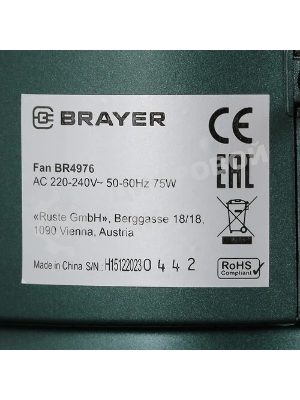 BRAYER
CE
Fan BR4976
EAC
AC 220-240V~ 50-60Hz 75W
«Ruste GmbH», Berggasse 18/18,
1090 Vienna, Austria
Made in China S/N.: H15122023 0 4 4 2
RoHS
Compliant